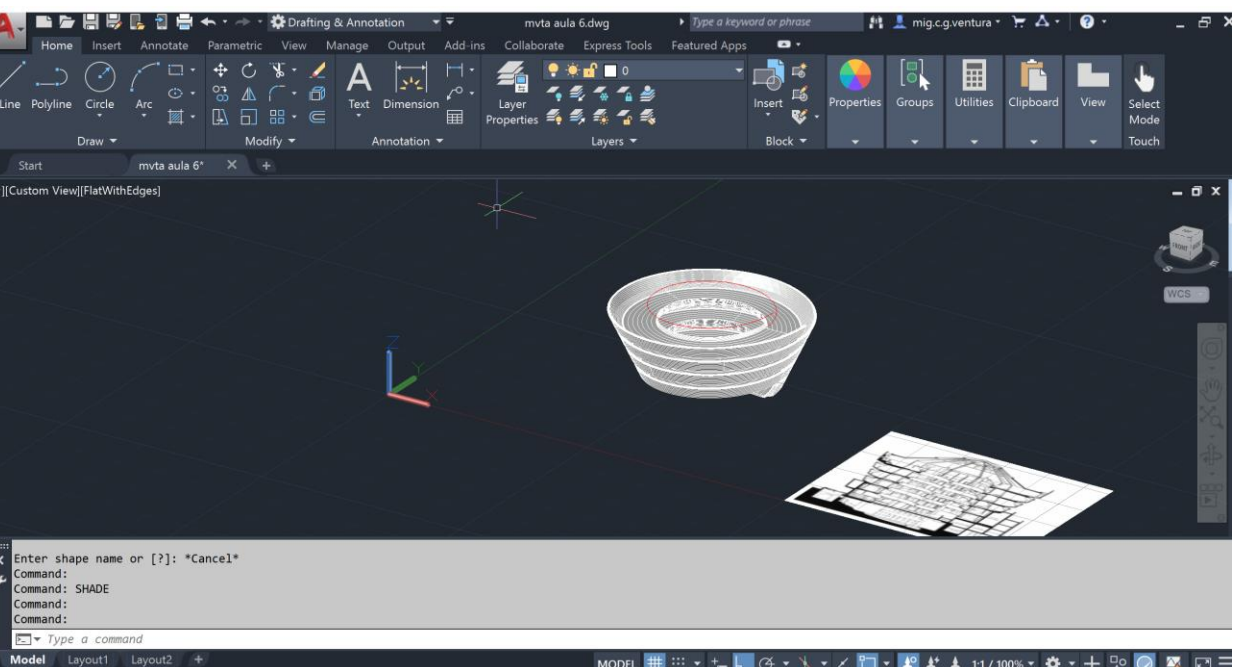 Drafting & Annotation
mvta aula 6.dwg
Type a keyword or phrase
mig.c.g.ventura
Home Insert Annotate Parametric View Manage Output Add-ins Collaborate Express Tools Featured Apps
0
Line Polyline Circle Arc
Text Dimension
Layer
Properties
Insert
Properties Groups Utilities Clipboard View
Select
Mode
Draw Modify Annotation Layers Block Touch
Start mvta aula 6* +
][Custom View][FlatWithEdges]
FRONT
S E
WCS
Z
Y
X
Enter shape name or [?]: *Cancel*
Command:
Command: SHADE
Command:
Command:
Type a command
Model Layout1 Layout2 +
MODEL 1:1 / 100%